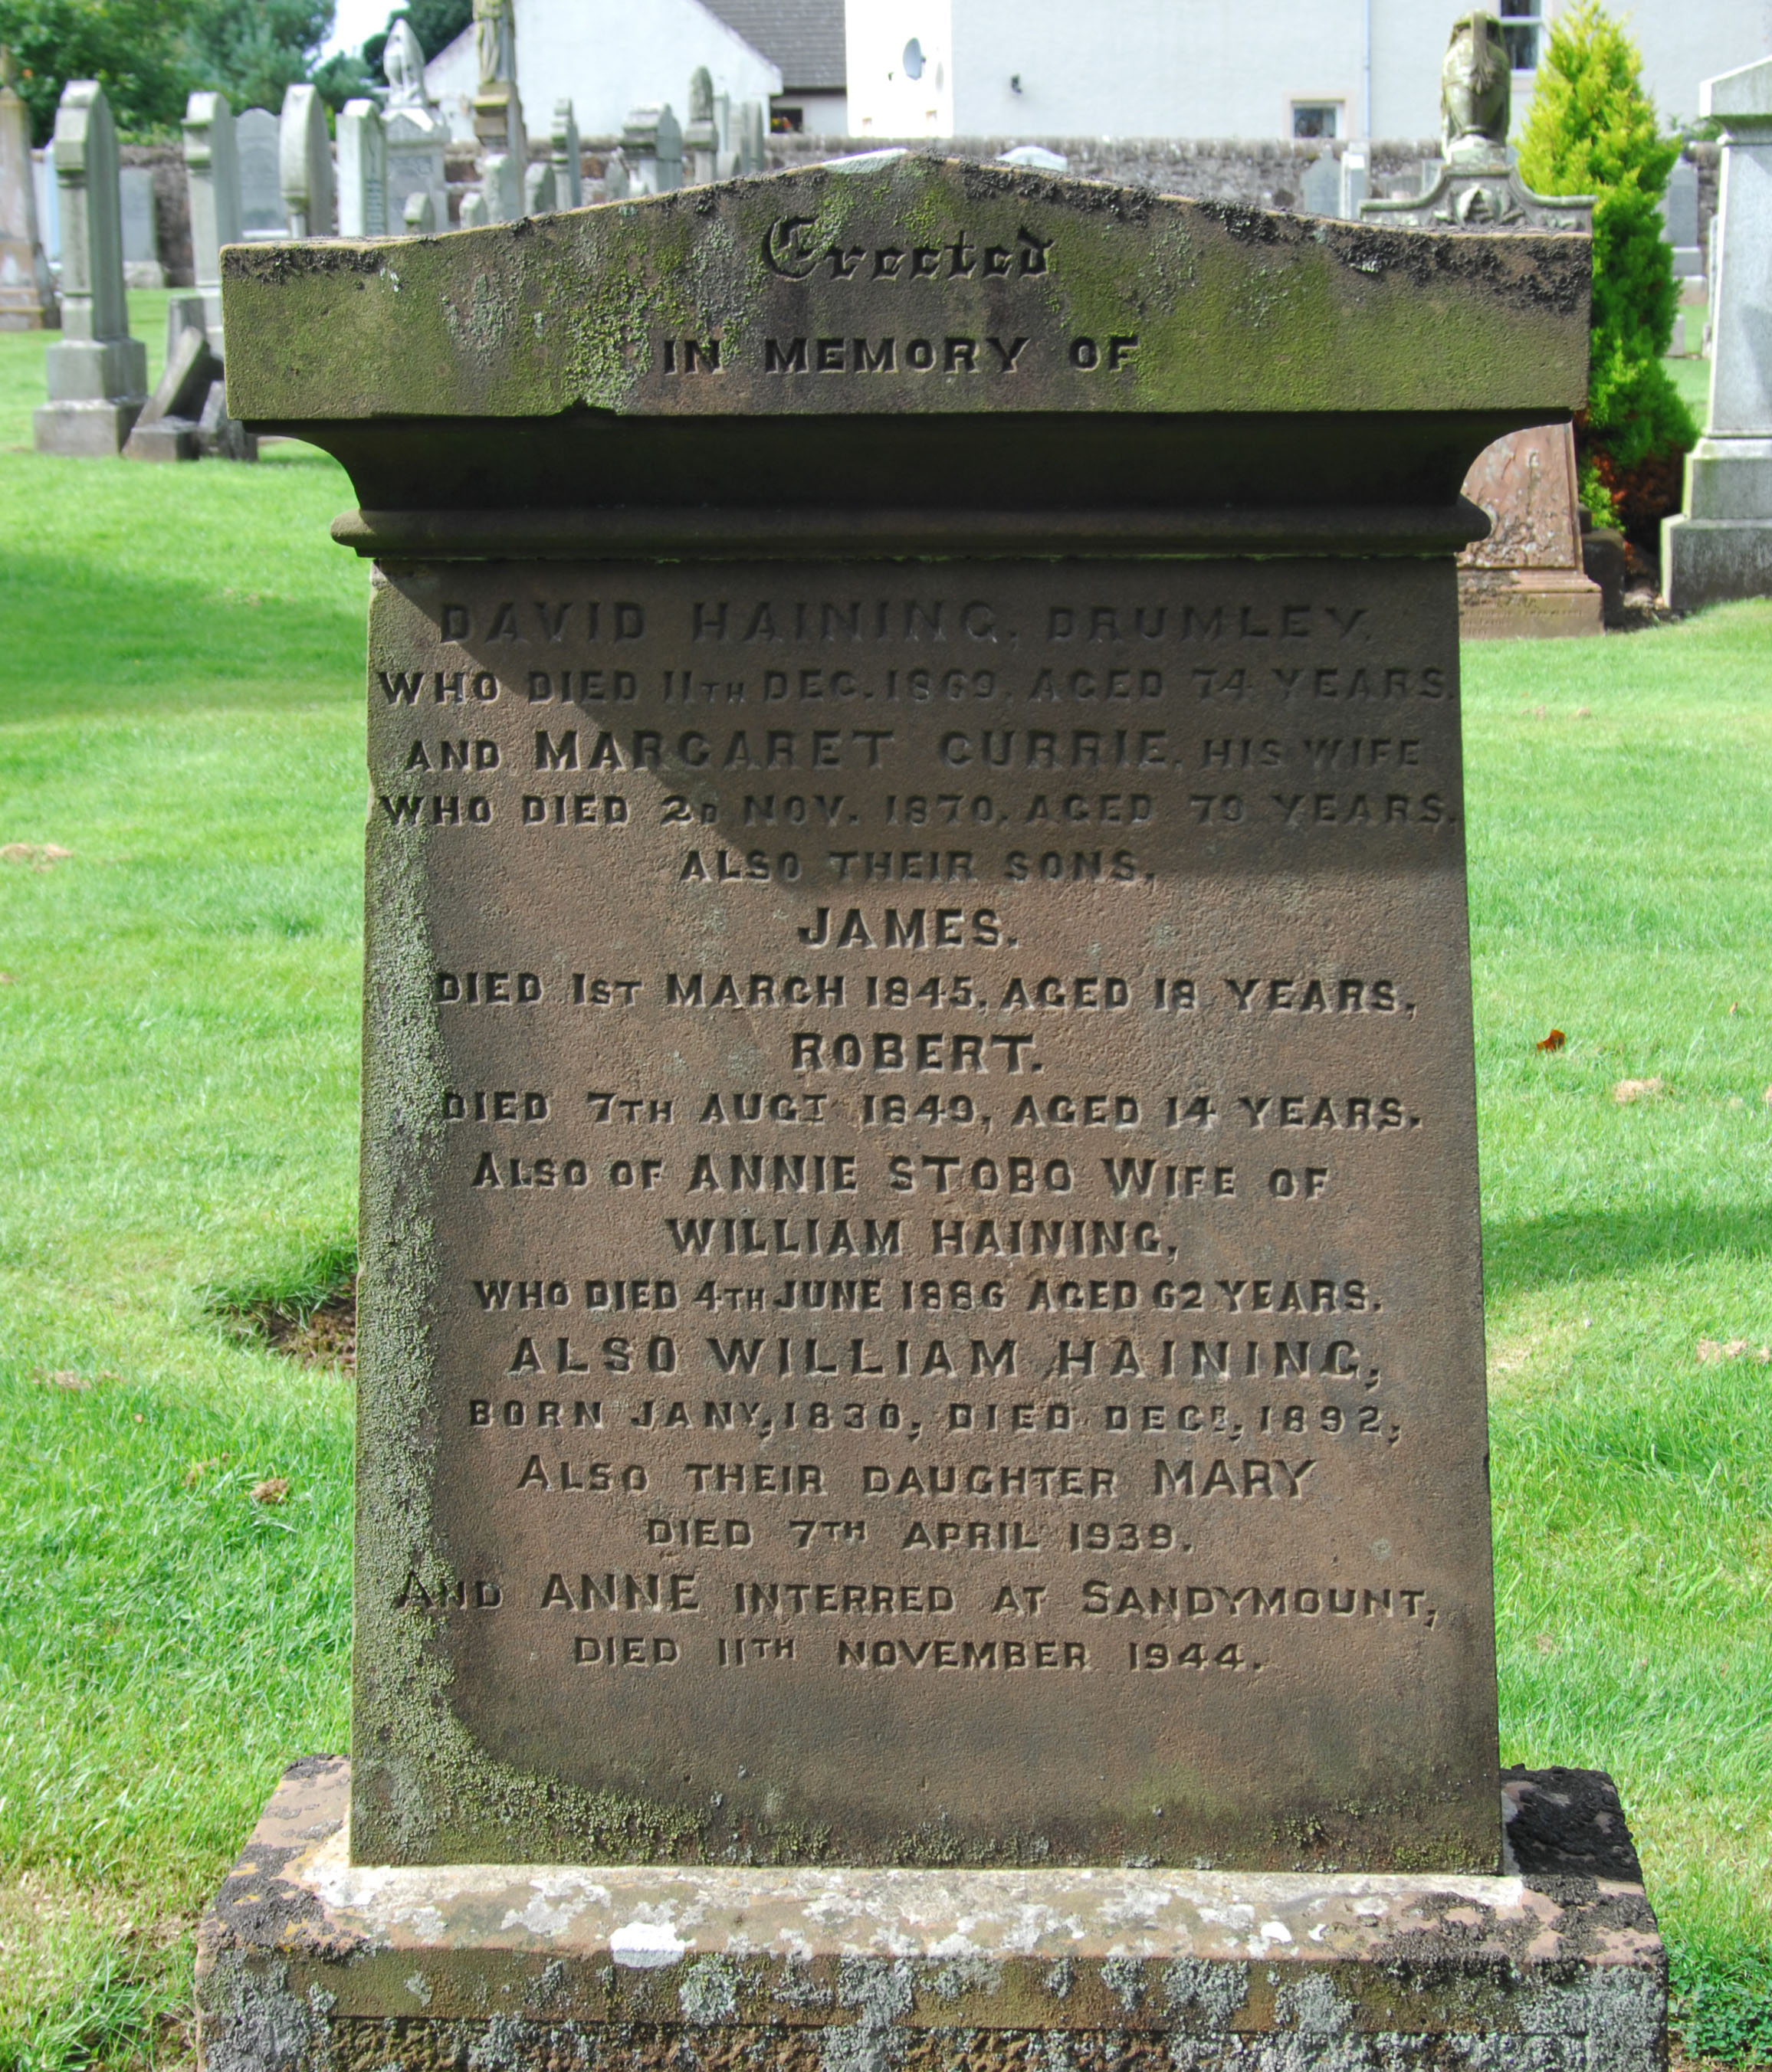 Erected
IN MEMORY OF
DAVID HAINING, DRUMLEY,
WHO DIED 11TH DEC. 1869, AGED 74 YEARS.
AND MARGARET CURRIE, HIS WIFE
WHO DIED 2D NOV. 1870, AGED 79 YEARS.
ALSO THEIR SONS,
JAMES.
DIED 1ST MARCH 1845, AGED 18 YEARS,
ROBERT.
DIED 7TH AUGT 1849, AGED 14 YEARS.
ALSO OF ANNIE STOBO WIFE OF
WILLIAM HAINING,
WHO DIED 4TH JUNE 1886 AGED 62 YEARS.
ALSO WILLIAM HAINING,
BORN JANY, 1830, DIED DECR, 1892,
ALSO THEIR DAUGHTER MARY
DIED 7TH APRIL 1939.
AND ANNE INTERRED AT SANDYMOUNT,
DIED 11TH NOVEMBER 1944.